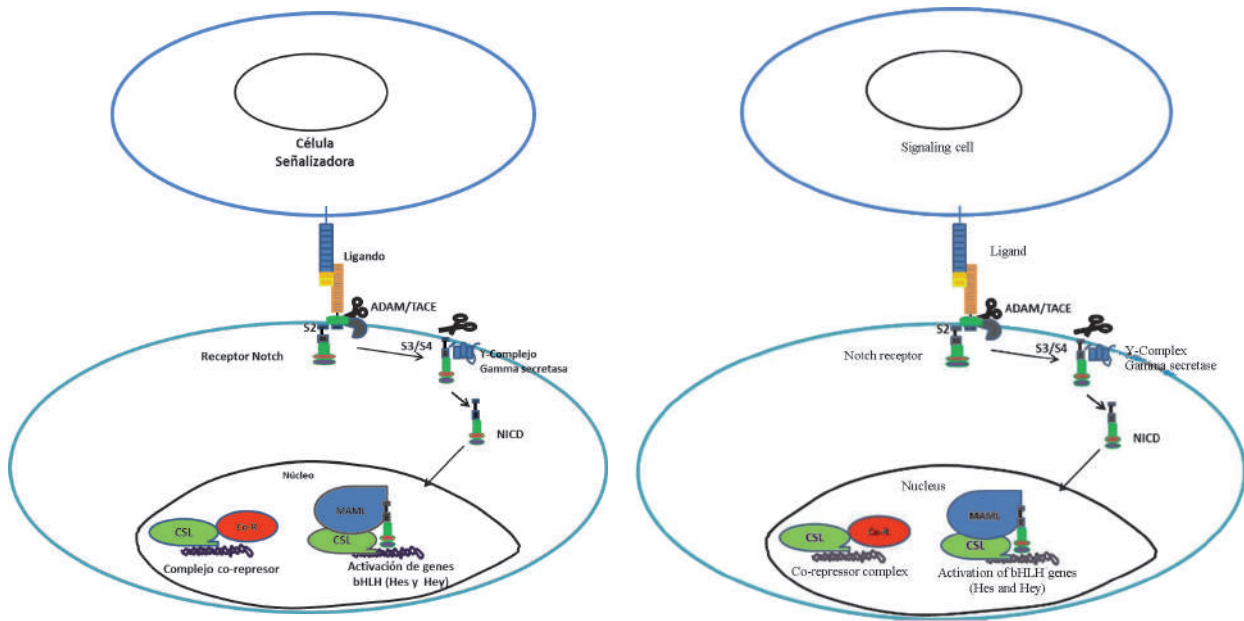 Célula
Señalizadora
Ligando
ADAM/TACE
S2
Receptor Notch
S3/S4
Y-Complejo
Gamma secretasa
NICD
Núcleo
MAML
CSL
Co-R
CSL
Complejo co-represor
Activación de genes
bHLH (Hes y Hey)
Signaling cell
Ligand
ADAM/TACE
S2
Notch receptor
S3/S4
Y-Complex
Gamma secretase
NICD
Nucleus
MAML
CSL
Co-R
CSL
Co-repressor complex
Activation of bHLH genes
(Hes and Hey)